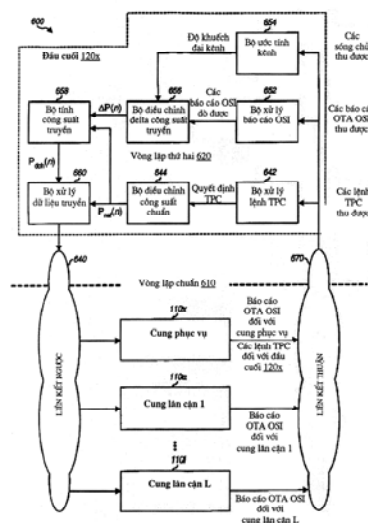 600
Đầu cuối 120x
Độ khuếch
đại kênh
654
Bộ ước tính
kênh
Các
sóng chủ
thu được
658
Bộ tính
công suất
truyền
ΔP(n)
656
Bộ điều chỉnh
delta công suất
truyền
Các
báo cáo OSI
dò được
652
Bộ xử lý
báo cáo OSI
Các báo cáo
OTA OSI
thu được
Pdch(n)
Vòng lặp thứ hai 620
660
Bộ xử lý
dữ liệu truyền
Pref(n)
644
Bộ điều chỉnh
công suất
chuẩn
Quyết định
TPC
642
Bộ xử lý
lệnh TPC
Các lệnh
TPC
thu được
640
Vòng lặp chuẩn 610
670
LIÊN KẾT NGƯỢC
LIÊN KẾT THUẬN
110x
Cung phục vụ
Báo cáo
OTA OSI
đối với
cung phục vụ
Các lệnh TPC
đối với đầu
cuối 120x
110a
Cung lân cận 1
Báo cáo
OTA OSI
đối với
cung lân cận 1
110l
Cung lân cận L
Báo cáo OTA OSI
đối với
cung lân cận L